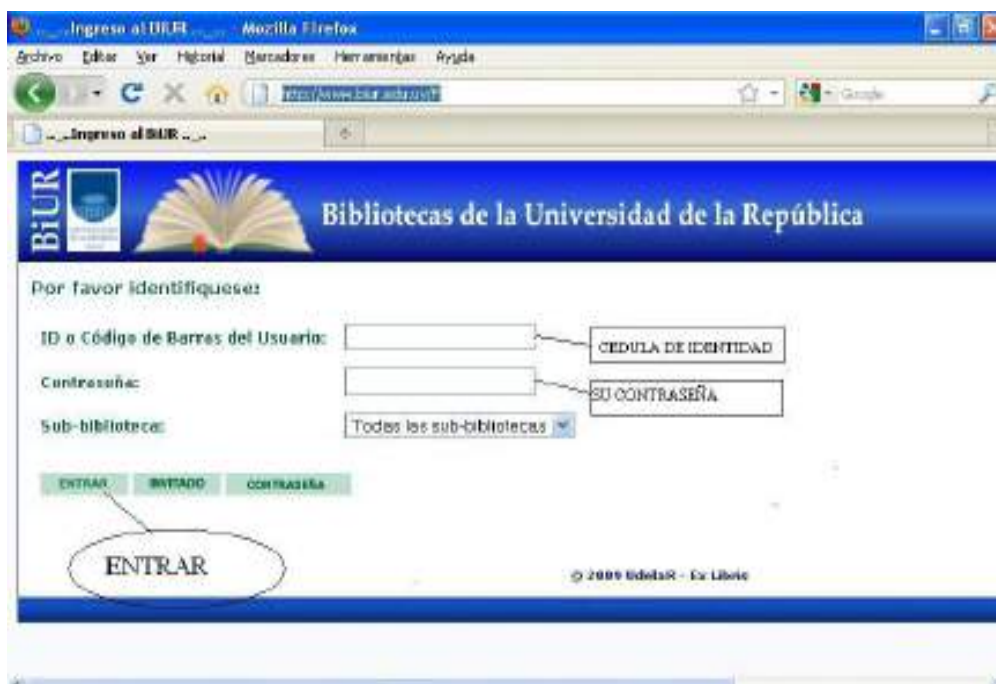 Ingreso al BiUR Mozilla Firefox
Archivo Editar Ver Historial Marcadores Herramientas Ayuda
Google
Ingreso al BiUR
BiUR
Bibliotecas de la Universidad de la República
Por favor identifiquese:
ID o Código de Barras del Usuario:
CEDULA DE IDENTIDAD
Contraseña:
SU CONTRASEÑA
Sub-biblioteca:
Todas las sub-bibliotecas
ENTRAR INVITADO CONTRASEÑA
ENTRAR
© 2009 UdelaR - Ex Libris